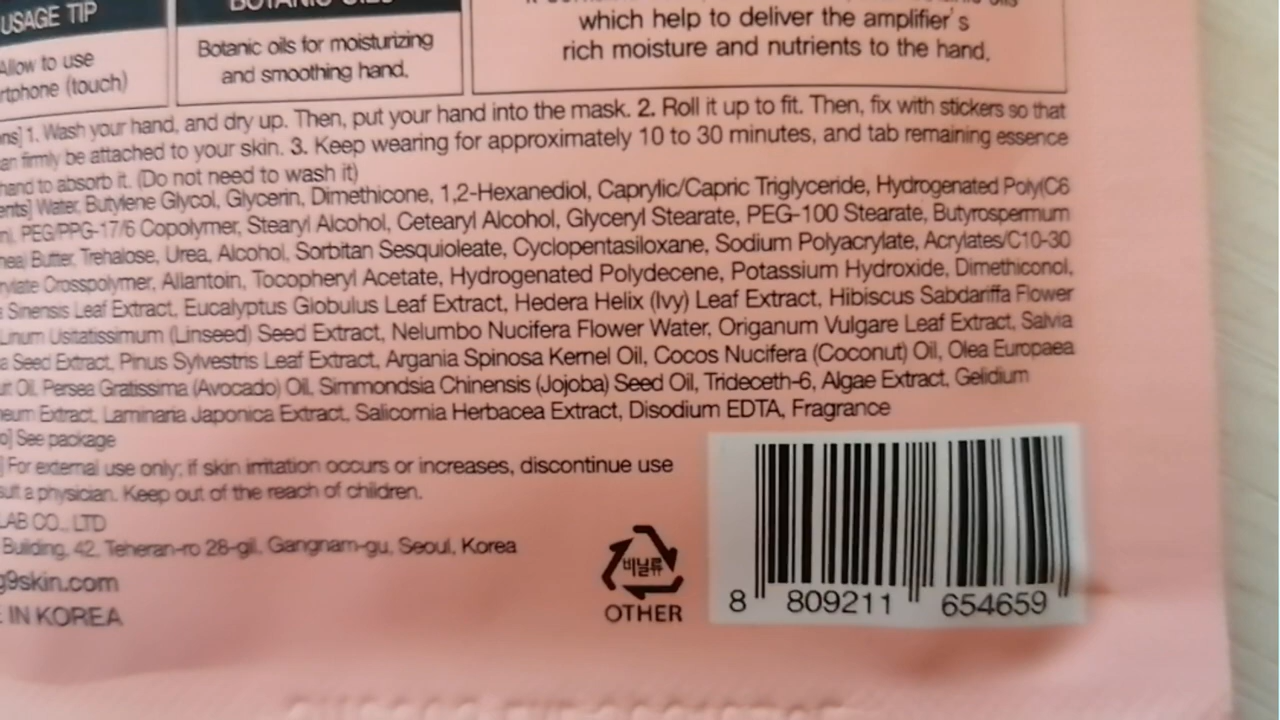 USAGE TIP
Allow to use
rtphone (touch)
Botanic oils for moisturizing
and smoothing hand.
which help to deliver the amplifier's
rich moisture and nutrients to the hand.
ns] 1. Wash your hand, and dry up. Then, put your hand into the mask. 2. Roll it up to fit. Then, fix with stickers so that
an firmly be attached to your skin. 3. Keep wearing for approximately 10 to 30 minutes, and tab remaining essence
hand to absorb it. (Do not need to wash it)
ents] Water, Butylene Glycol, Glycerin, Dimethicone, 1,2-Hexanediol, Caprylic/Capric Triglyceride, Hydrogenated Poly(C6
PEG/PPG-17/6 Copolymer, Stearyl Alcohol, Cetearyl Alcohol, Glyceryl Stearate, PEG-100 Stearate, Butyrospermum
Butter, Trehalose, Urea, Alcohol, Sorbitan Sesquioleate, Cyclopentasiloxane, Sodium Polyacrylate, Acrylates/C10-30
rylate Crosspolymer, Allantoin, Tocopheryl Acetate, Hydrogenated Polydecene, Potassium Hydroxide, Dimethiconol,
Sinensis Leaf Extract, Eucalyptus Globulus Leaf Extract, Hedera Helix (Ivy) Leaf Extract, Hibiscus Sabdariffa Flower
Linum Usitatissimum (Linseed) Seed Extract, Nelumbo Nucifera Flower Water, Origanum Vulgare Leaf Extract, Salvia
a Seed Extract, Pinus Sylvestris Leaf Extract, Argania Spinosa Kernel Oil, Cocos Nucifera (Coconut) Oil, Olea Europaea
Oil, Persea Gratissima (Avocado) Oil, Simmondsia Chinensis (Jojoba) Seed Oil, Trideceth-6, Algae Extract, Gelidium
neum Extract, Laminaria Japonica Extract, Salicornia Herbacea Extract, Disodium EDTA, Fragrance
o] See package
] For external use only; if skin irritation occurs or increases, discontinue use
sult a physician. Keep out of the reach of children.
LAB CO., LTD
Building, 42, Teheran-ro 28-gil, Gangnam-gu, Seoul, Korea
g9skin.com
IN KOREA
비닐류
OTHER
8 809211 654659